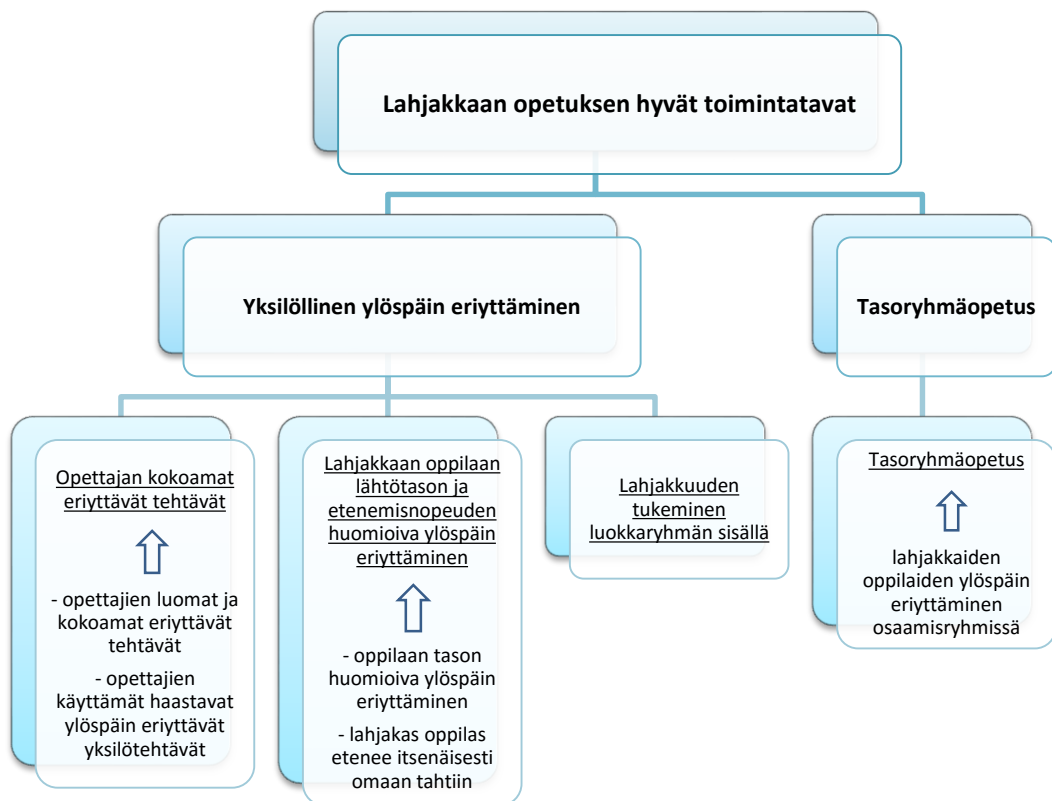 Lahjakkaan opetuksen hyvät toimintatavat
Yksilöllinen ylöspäin eriyttäminen
Tasoryhmäopetus
Opettajan kokoamat
eriyttävät tehtävät
- opettajien luomat ja
kokoamat eriyttävät
tehtävät
- opettajien
käyttämät haastavat
ylöspäin eriyttävät
yksilötehtävät
Lahjakkaan oppilaan
lähtötason ja
etenemisnopeuden
huomioiva ylöspäin
eriyttäminen
- oppilaan tason
huomioiva ylöspäin
eriyttäminen
- lahjakas oppilas
etenee itsenäisesti
omaan tahtiin
Lahjakkuuden
tukeminen
luokkaryhmän sisällä
Tasoryhmäopetus
lahjakkaiden
oppilaiden ylöspäin
eriyttäminen
osaamisryhmissä